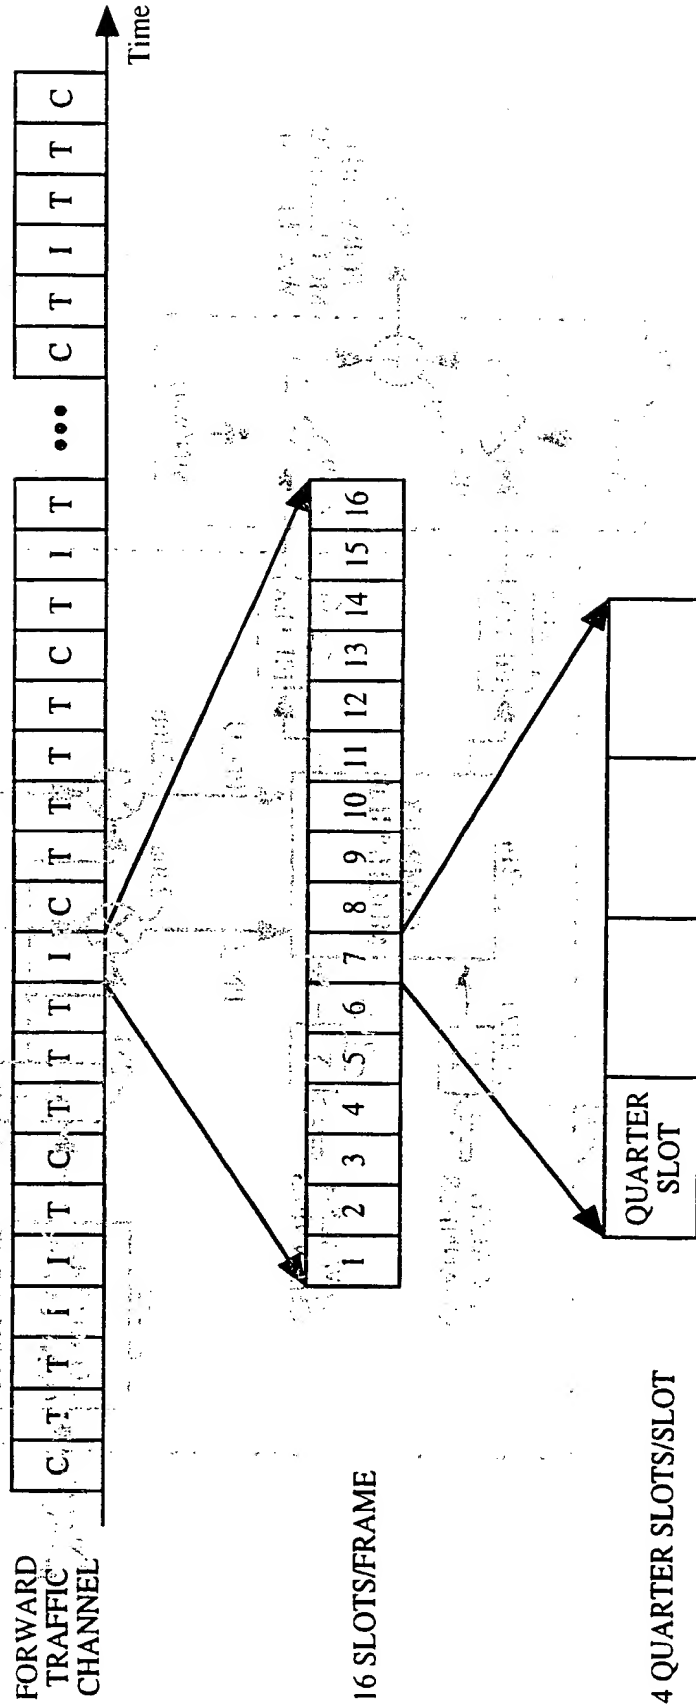 FORWARD
TRAFFIC
CHANNEL
C T T I I T C T T T I C T T T T C T I T ••• C T I T T C
Time
16 SLOTS/FRAME
1 2 3 4 5 6 7 8 9 10 11 12 13 14 15 16
4 QUARTER SLOTS/SLOT
QUARTER
SLOT